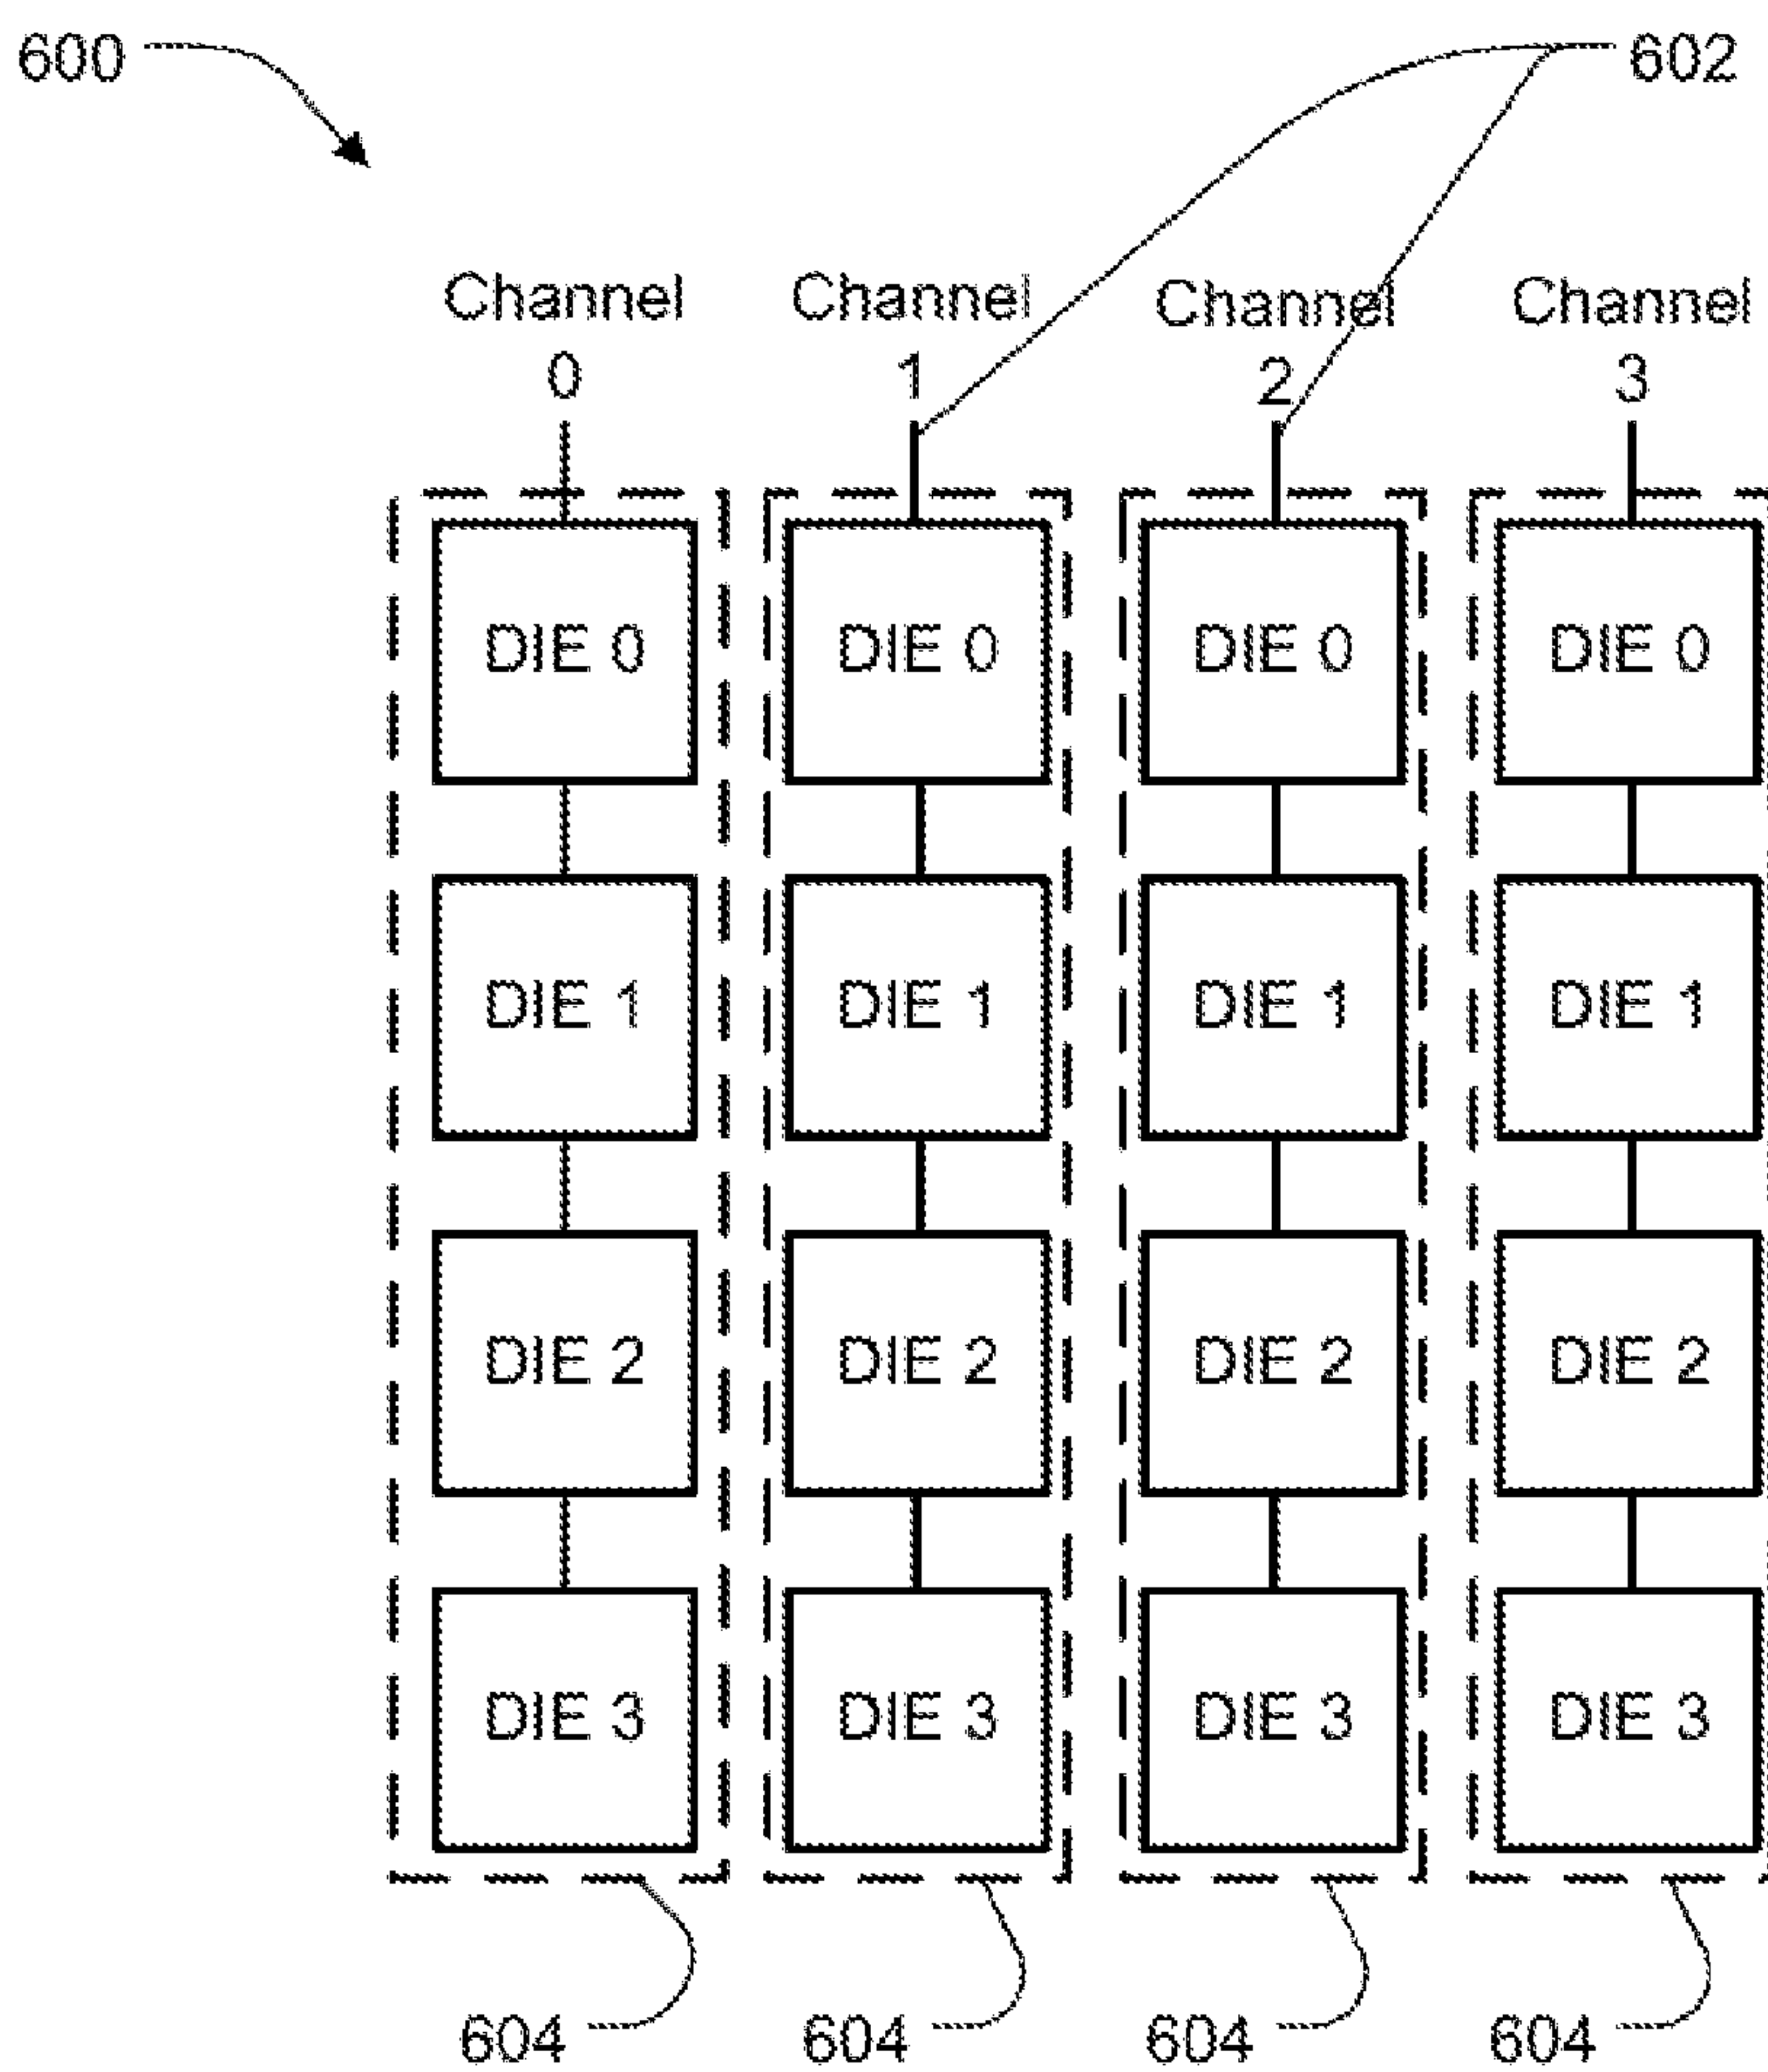 600 602
Channel Channel Channel Channel
0 1 2 3
DIE 0 DIE 0 DIE 0 DIE 0
DIE 1 DIE 1 DIE 1 DIE 1
DIE 2 DIE 2 DIE 2 DIE 2
DIE 3 DIE 3 DIE 3 DIE 3
604 604 604 604